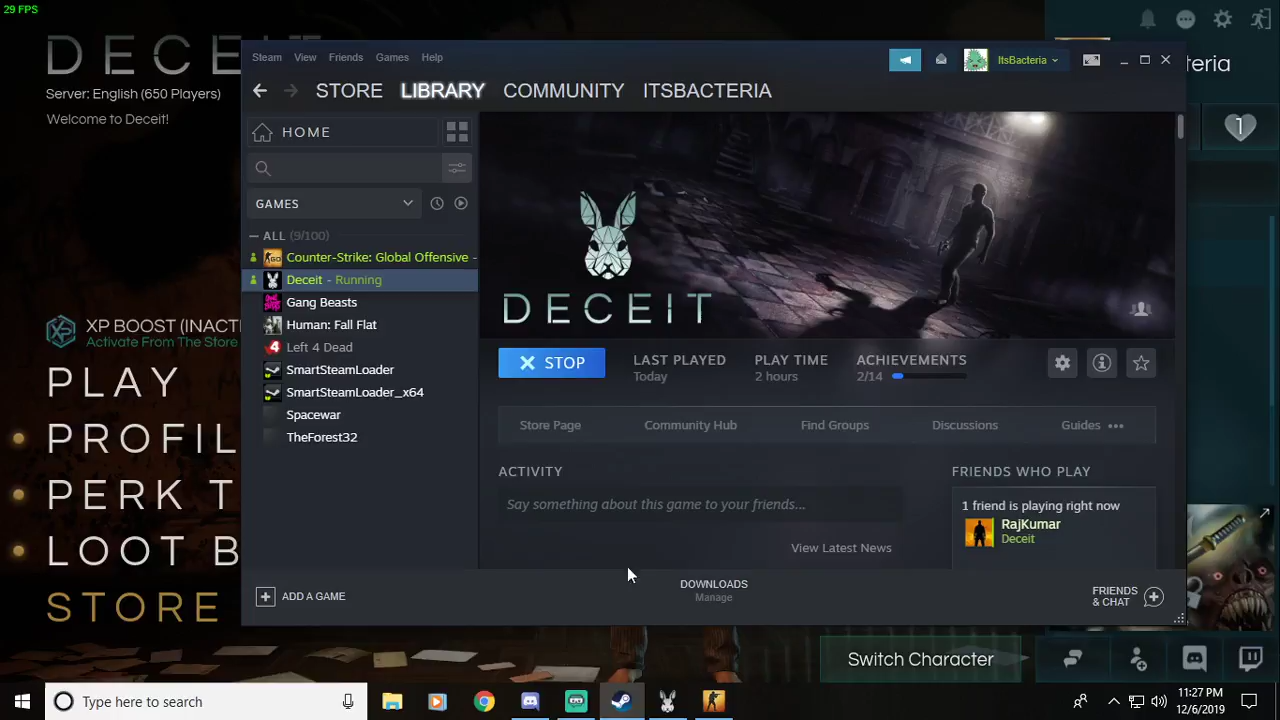 29 FPS
DECE
Server: English (650 Players)
Welcome to Deceit!
XP BOOST (INACT
Activate From The Store
PLAY
PROFIL
PERK T
LOOT B
STORE
Steam View Friends Games Help
ItsBacteria
STORE LIBRARY COMMUNITY ITSBACTERIA
HOME
GAMES
ALL (9/100)
Counter-Strike: Global Offensive -
Deceit - Running
Gang Beasts
Human: Fall Flat
Left 4 Dead
SmartSteamLoader
SmartSteamLoader_x64
Spacewar
TheForest32
DECEIT
STOP
LAST PLAYED
Today
PLAY TIME
2 hours
ACHIEVEMENTS
2/14
Store Page Community Hub Find Groups Discussions Guides
ACTIVITY
Say something about this game to your friends...
View Latest News
FRIENDS WHO PLAY
1 friend is playing right now
RajKumar
Deceit
ADD A GAME
DOWNLOADS
Manage
FRIENDS
& CHAT
eria
1
Switch Character
Type here to search
11:27 PM
12/6/2019